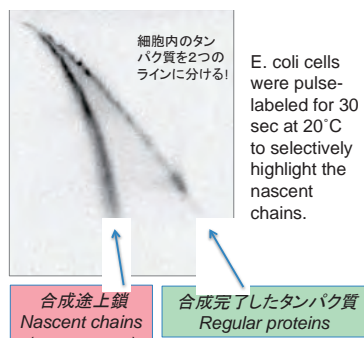 細胞内のタン
パク質を2つの
ラインに分ける!
E. coli cells
were pulse-
labeled for 30
sec at 20˚C
to selectively
highlight the
nascent
chains.
合成途上鎖
Nascent chains
合成完了したタンパク質
Regular proteins